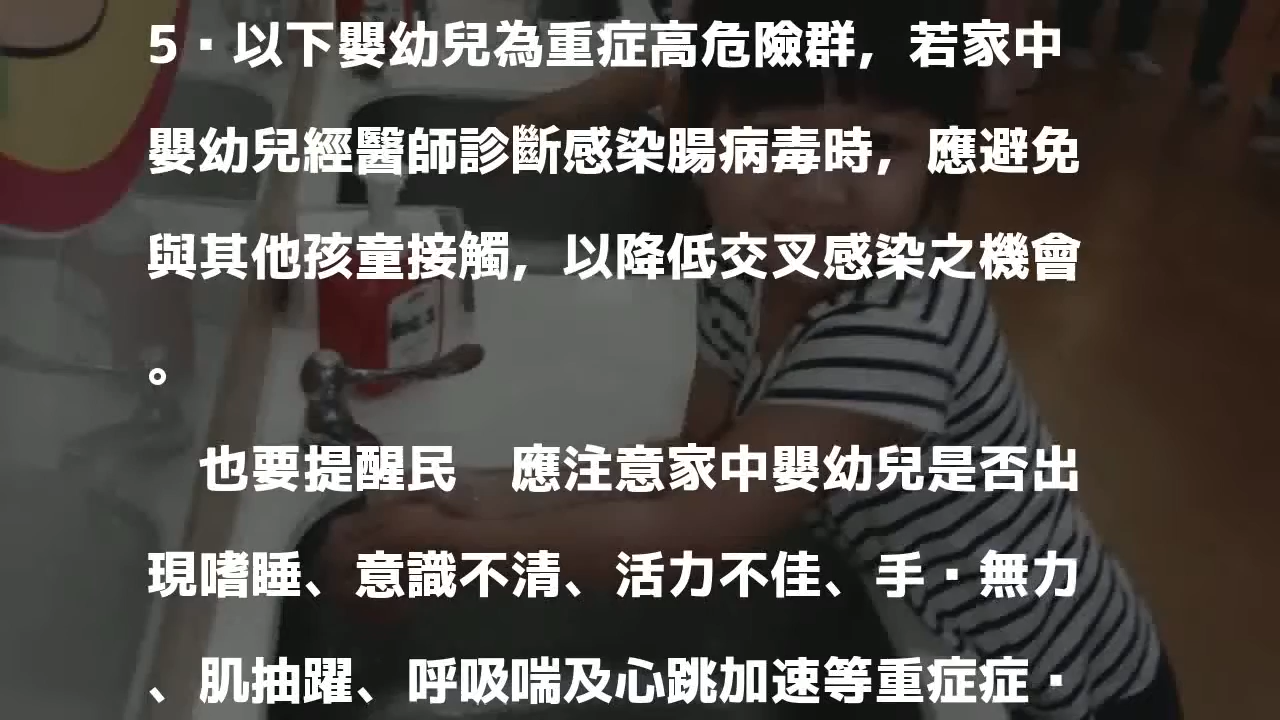 5▪以下嬰幼兒為重症高危險群，若家中
嬰幼兒經醫師診斷感染腸病毒時，應避免
與其他孩童接觸，以降低交叉感染之機會
。
也要提醒民　應注意家中嬰幼兒是否出
現嗜睡、意識不清、活力不佳、手▪無力
、肌抽躍、呼吸喘及心跳加速等重症症▪